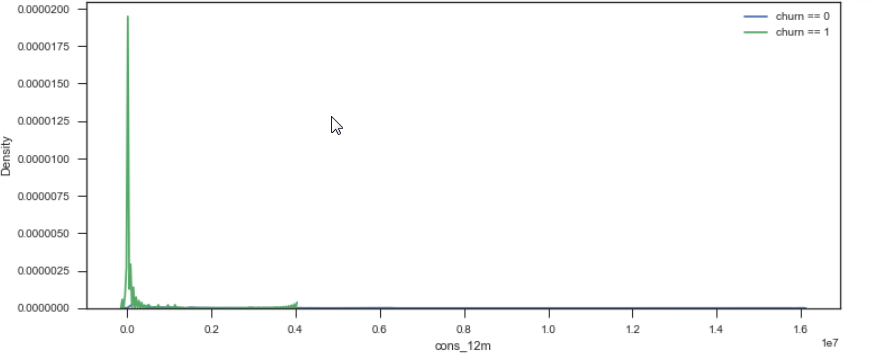 0.0000200
0.0000175
0.0000150
0.0000125
0.0000100
0.0000075
0.0000050
0.0000025
0.0000000
Density
churn == 0
churn == 1
0.0 0.2 0.4 0.6 0.8 1.0 1.2 1.4 1.6
1e7
cons_12m